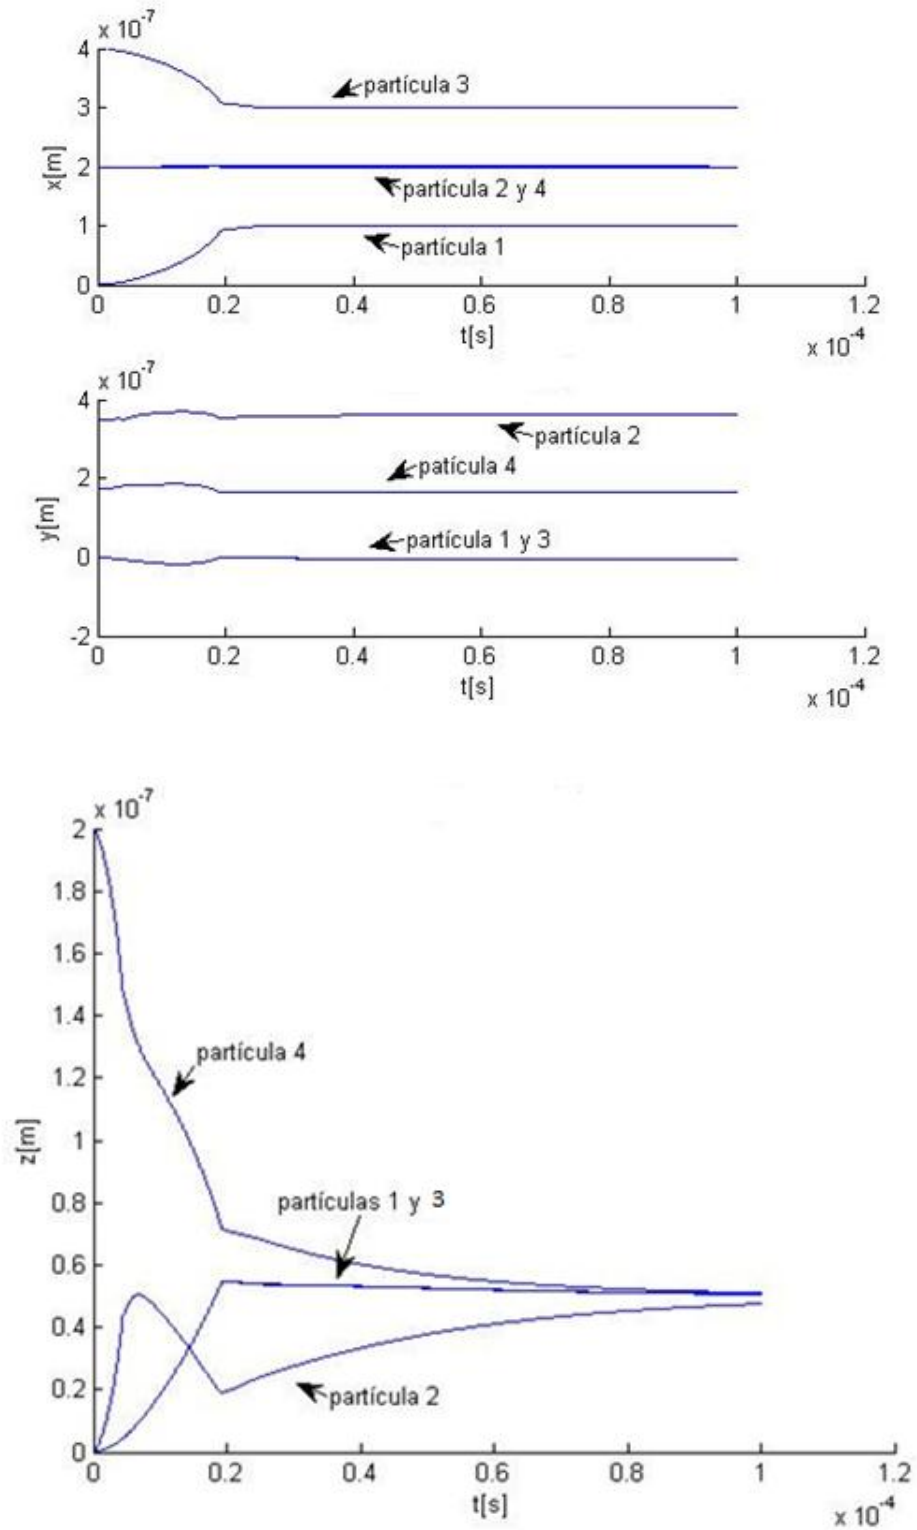 x 10-7
4
partícula 3
3
x[m]
2
partícula 2 y 4
1
partícula 1
0
0 0.2 0.4 0.6 0.8 1 1.2
t[s]
x 10-4
x 10-7
4
partícula 2
patícula 4
2
y[m]
partícula 1 y 3
0
-2
0 0.2 0.4 0.6 0.8 1 1.2
t[s]
x 10-4
x 10-7
2
1.8
1.6
1.4
partícula 4
1.2
z[m]
1
partículas 1 y 3
0.8
0.6
0.4
0.2
partícula 2
0
0 0.2 0.4 0.6 0.8 1 1.2
t[s]
x 10-4